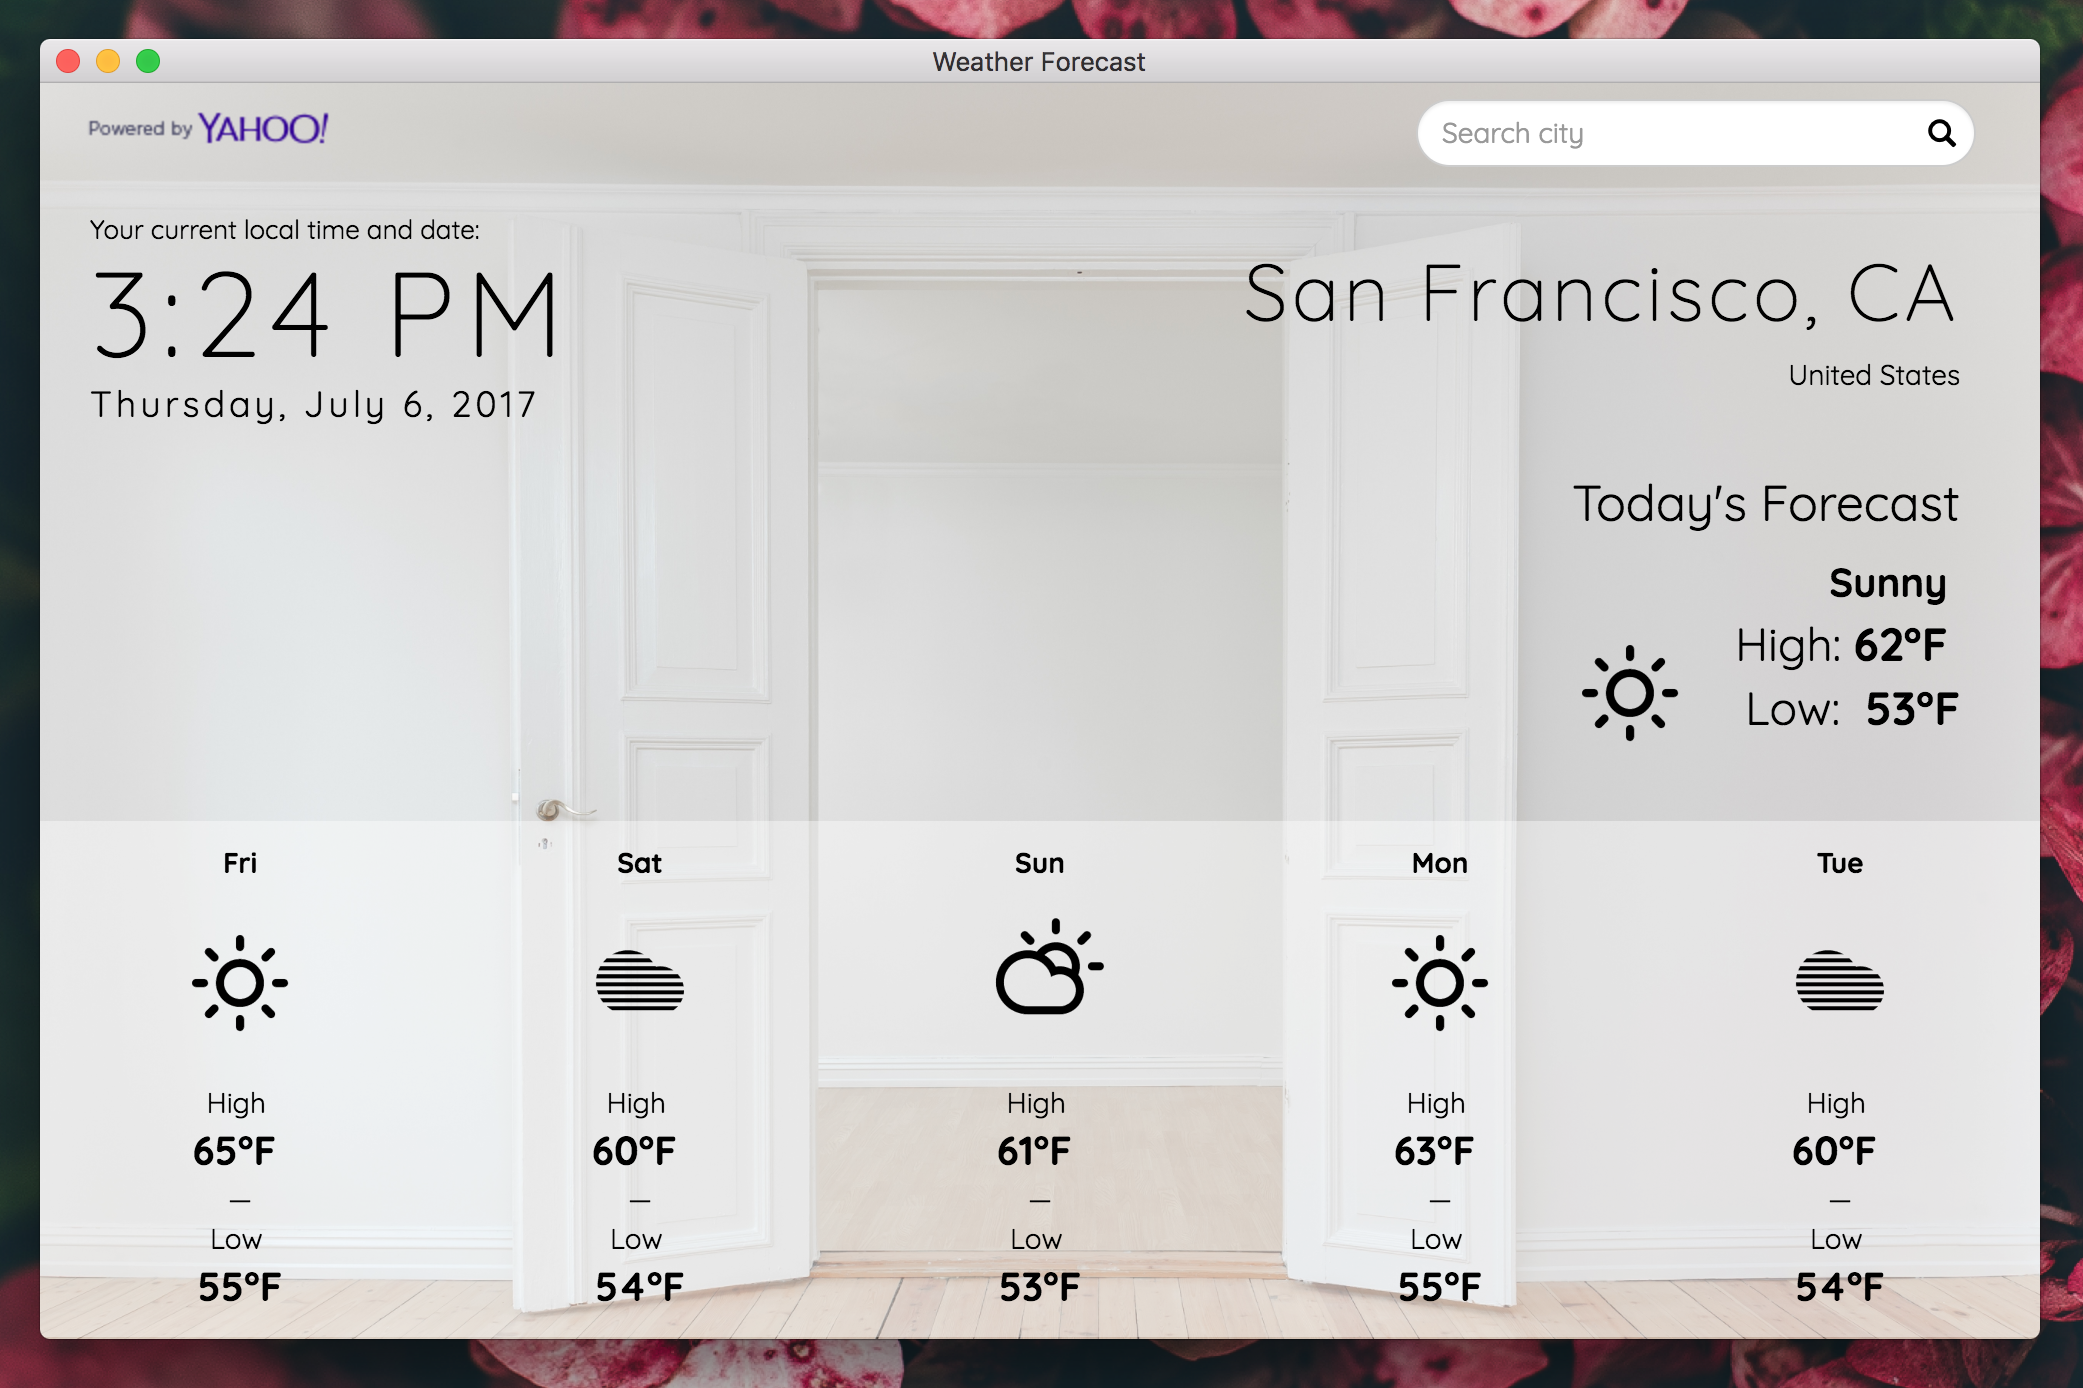 Weather Forecast
Powered by YAHOO!
Search city
Your current local time and date:
3:24 PM
Thursday, July 6, 2017
San Francisco, CA
United States
Today's Forecast
Sunny
High: 62°F
Low: 53°F
Fri
Sat
Sun
Mon
Tue
High
High
High
High
High
65°F
60°F
61°F
63°F
60°F
—
—
—
—
—
Low
Low
Low
Low
Low
55°F
54°F
53°F
55°F
54°F